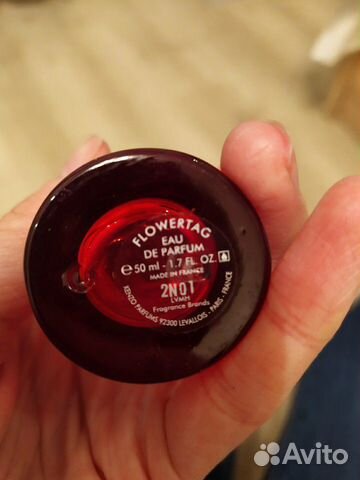 FLOWERTAG
EAU
DE PARFUM
℮ 50 ml - 1.7 FL. OZ.
MADE IN FRANCE
2N01
LVMH
Fragrance Brands
KENZO PARFUMS 92300 LEVALLOIS - PARIS - FRANCE
Avito